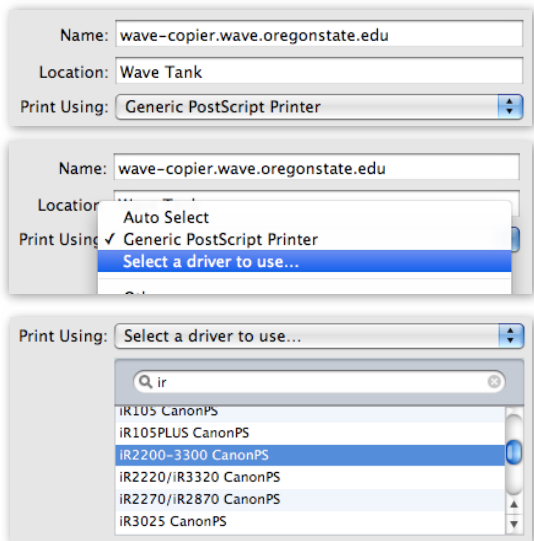 Name: wave-copier.wave.oregonstate.edu
Location: Wave Tank
Print Using: Generic PostScript Printer
Name: wave-copier.wave.oregonstate.edu
Location
Auto Select
Print Using ✓ Generic PostScript Printer
Select a driver to use...
Print Using: Select a driver to use...
ir
iR105 CanonPS
iR105PLUS CanonPS
iR2200-3300 CanonPS
iR2220/iR3320 CanonPS
iR2270/iR2870 CanonPS
iR3025 CanonPS